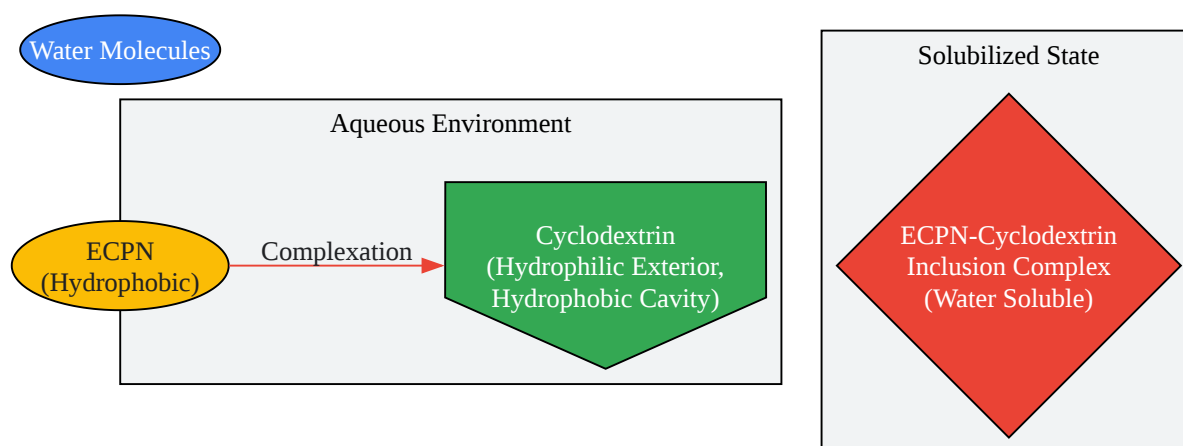 Water Molecules
Solubilized State
Aqueous Environment
ECPN
(Hydrophobic)
Complexation
Cyclodextrin
(Hydrophilic Exterior,
Hydrophobic Cavity)
ECPN-Cyclodextrin
Inclusion Complex
(Water Soluble)